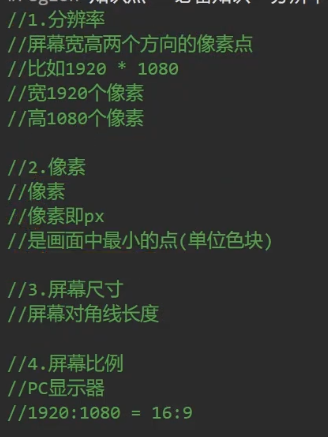 //1.分辨率
//屏幕宽高两个方向的像素点
//比如1920 * 1080
//宽1920个像素
//高1080个像素
//2.像素
//像素
//像素即px
//是画面中最小的点(单位色块)
//3.屏幕尺寸
//屏幕对角线长度
//4.屏幕比例
//PC显示器
//1920:1080 = 16:9